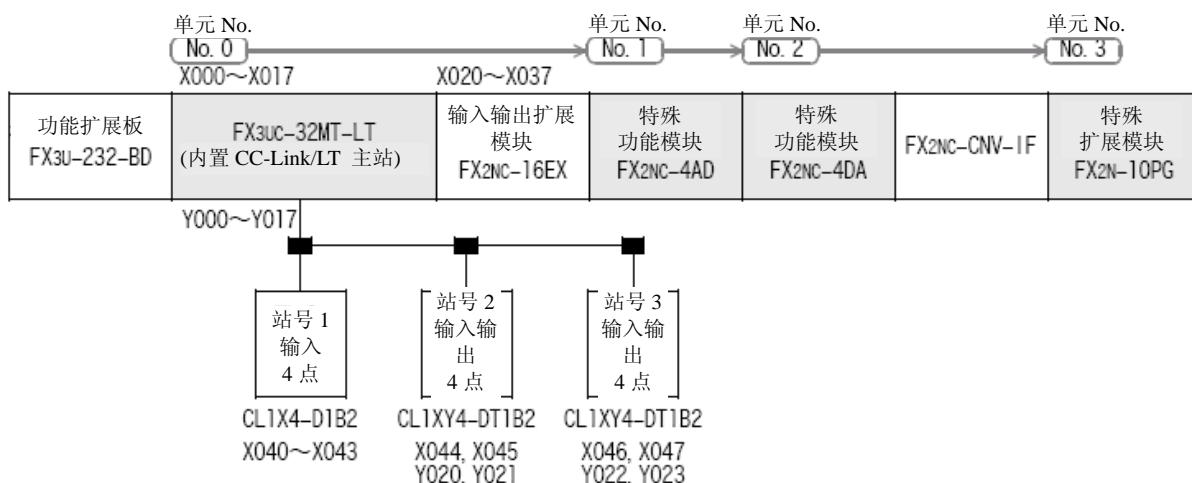 单元 No.
单元 No.
单元 No.
单元 No.
No. 0
No. 1
No. 2
No. 3
X000～X017
X020～X037
功能扩展板
FX3U-232-BD
FX3UC-32MT-LT
(内置 CC-Link/LT 主站)
输入输出扩展
模块
FX2NC-16EX
特殊
功能模块
FX2NC-4AD
特殊
功能模块
FX2NC-4DA
FX2NC-CNV-IF
特殊
扩展模块
FX2N-10PG
Y000～Y017
站号 1
输入
4 点
站号 2
输入输
出
4 点
站号 3
输入输
出
4 点
CL1X4-D1B2
CL1XY4-DT1B2
CL1XY4-DT1B2
X040～X043
X044, X045
Y020, Y021
X046, X047
Y022, Y023